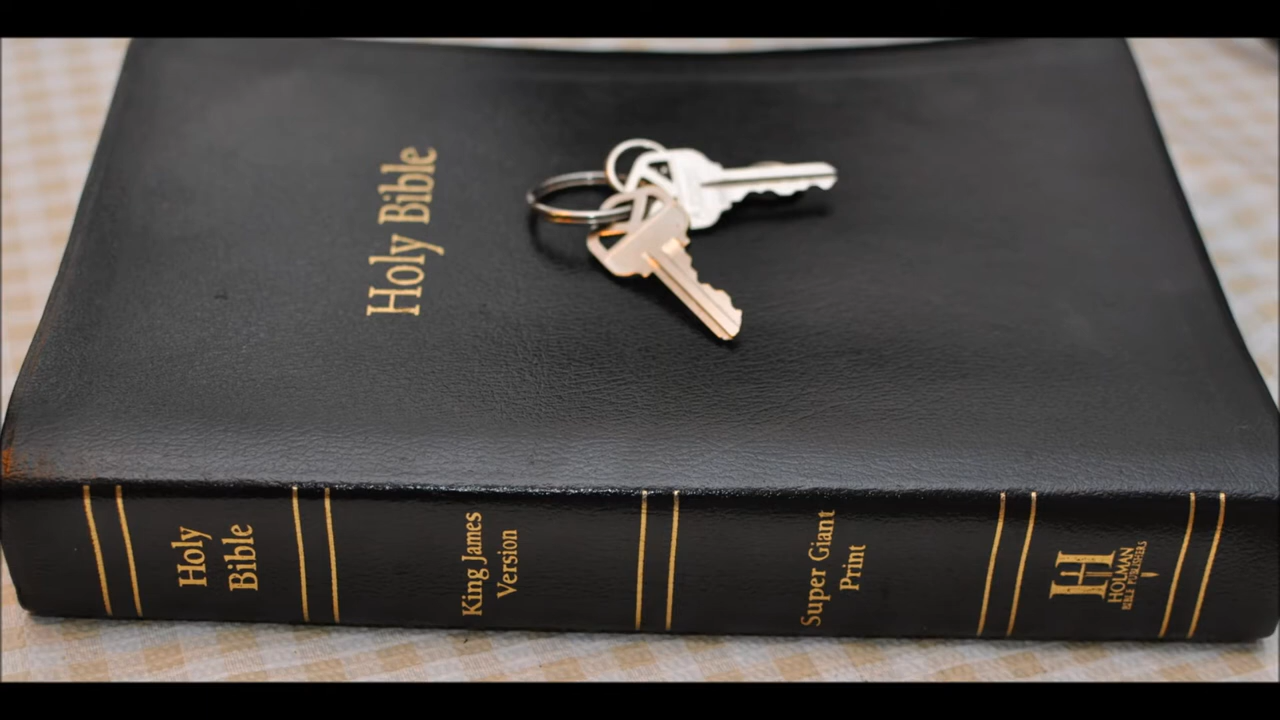 Holy Bible
Holy
Bible
King James
Version
Super Giant
Print
HOLMAN
BIBLE PUBLISHERS